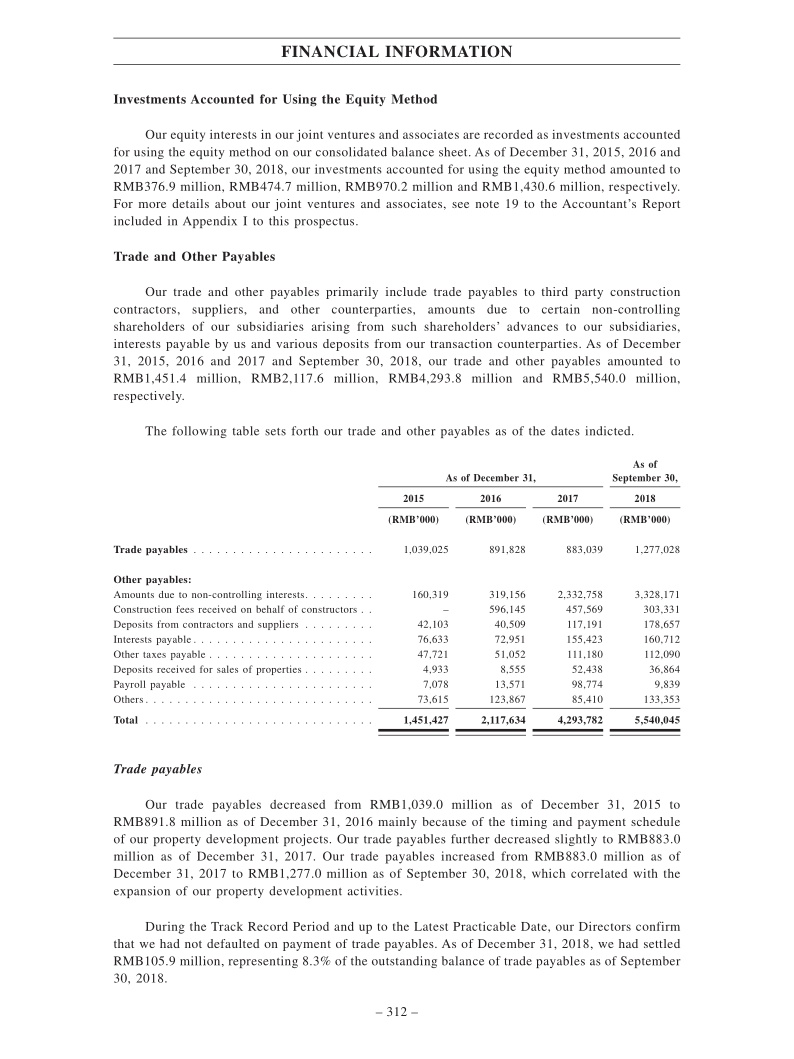 FINANCIAL INFORMATION
Investments Accounted for Using the Equity Method
Our equity interests in our joint ventures and associates are recorded as investments accounted
for using the equity method on our consolidated balance sheet. As of December 31, 2015, 2016 and
2017 and September 30, 2018, our investments accounted for using the equity method amounted to
RMB376.9 million, RMB474.7 million, RMB970.2 million and RMB1,430.6 million, respectively.
For more details about our joint ventures and associates, see note 19 to the Accountant's Report
included in Appendix I to this prospectus.
Trade and Other Payables
Our trade and other payables primarily include trade payables to third party construction
contractors, suppliers, and other counterparties, amounts due to certain non-controlling
shareholders of our subsidiaries arising from such shareholders' advances to our subsidiaries,
interests payable by us and various deposits from our transaction counterparties. As of December
31, 2015, 2016 and 2017 and September 30, 2018, our trade and other payables amounted to
RMB1,451.4 million, RMB2,117.6 million, RMB4,293.8 million and RMB5,540.0 million,
respectively.
The following table sets forth our trade and other payables as of the dates indicted.
As of
As of December 31, September 30,
2015 2016 2017 2018
(RMB'000) (RMB'000) (RMB'000) (RMB'000)
Trade payables . . . . . . . . . . . . . . . . . . . . . . . 1,039,025 891,828 883,039 1,277,028
Other payables:
Amounts due to non-controlling interests. . . . . . . . . 160,319 319,156 2,332,758 3,328,171
Construction fees received on behalf of constructors . . – 596,145 457,569 303,331
Deposits from contractors and suppliers . . . . . . . . . 42,103 40,509 117,191 178,657
Interests payable . . . . . . . . . . . . . . . . . . . . . . . 76,633 72,951 155,423 160,712
Other taxes payable . . . . . . . . . . . . . . . . . . . . . 47,721 51,052 111,180 112,090
Deposits received for sales of properties . . . . . . . . . 4,933 8,555 52,438 36,864
Payroll payable . . . . . . . . . . . . . . . . . . . . . . . 7,078 13,571 98,774 9,839
Others . . . . . . . . . . . . . . . . . . . . . . . . . . . . . 73,615 123,867 85,410 133,353
Total . . . . . . . . . . . . . . . . . . . . . . . . . . . . . 1,451,427 2,117,634 4,293,782 5,540,045
Trade payables
Our trade payables decreased from RMB1,039.0 million as of December 31, 2015 to
RMB891.8 million as of December 31, 2016 mainly because of the timing and payment schedule
of our property development projects. Our trade payables further decreased slightly to RMB883.0
million as of December 31, 2017. Our trade payables increased from RMB883.0 million as of
December 31, 2017 to RMB1,277.0 million as of September 30, 2018, which correlated with the
expansion of our property development activities.
During the Track Record Period and up to the Latest Practicable Date, our Directors confirm
that we had not defaulted on payment of trade payables. As of December 31, 2018, we had settled
RMB105.9 million, representing 8.3% of the outstanding balance of trade payables as of September
30, 2018.
– 312 –